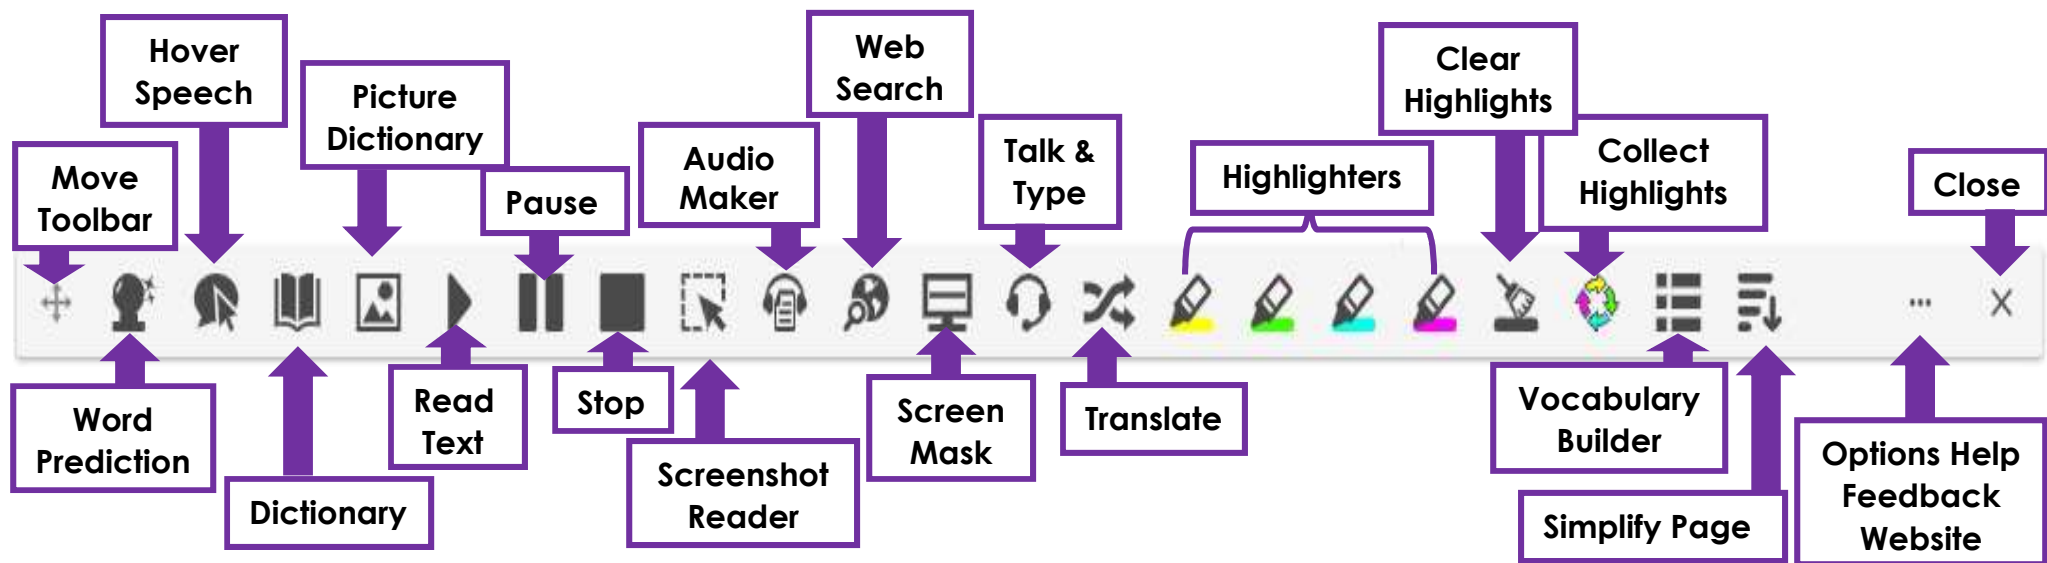 Hover
Speech
Web
Search
Clear
Highlights
Picture
Dictionary
Audio
Maker
Talk &
Type
Collect
Highlights
Move
Toolbar
Pause
Highlighters
Close
Word
Prediction
Dictionary
Read
Text
Stop
Screenshot
Reader
Screen
Mask
Translate
Vocabulary
Builder
Simplify Page
Options Help
Feedback
Website